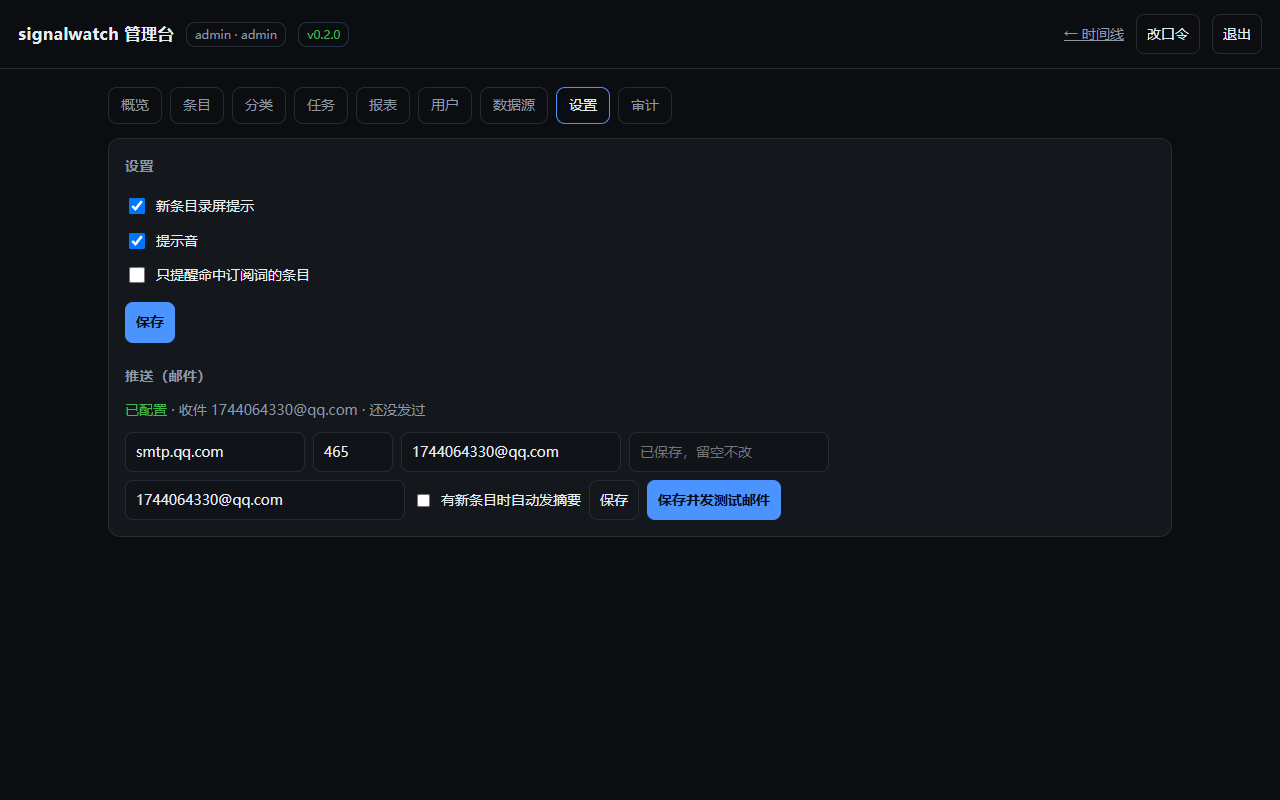 signalwatch 管理台 admin · admin v0.2.0 ← 时间线 改口令 退出
概览 条目 分类 任务 报表 用户 数据源 设置 审计
设置
新条目录屏提示
提示音
只提醒命中订阅词的条目
保存
推送（邮件）
已配置 · 收件 1744064330@qq.com · 还没发过
smtp.qq.com 465 1744064330@qq.com 已保存，留空不改
1744064330@qq.com 有新条目时自动发摘要 保存 保存并发测试邮件